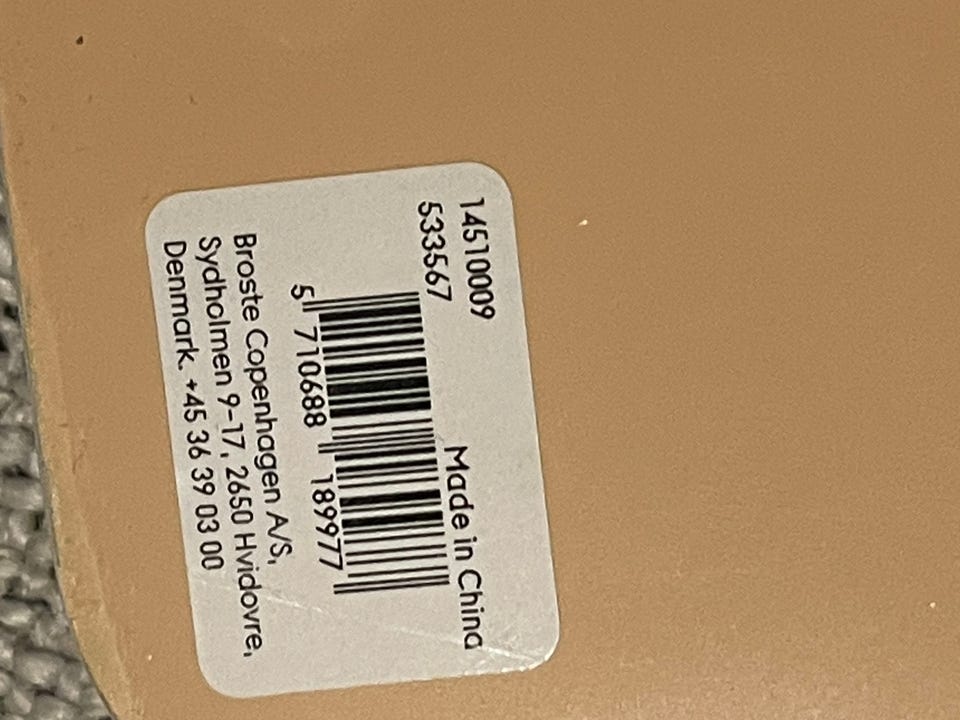 14510009
533567
Made in China
5 710688 189977
Broste Copenhagen A/S,
Sydholmen 9-17, 2650 Hvidovre,
Denmark. +45 36 39 03 00